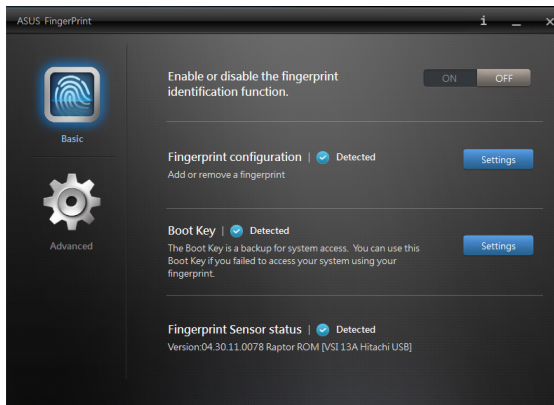 ASUS FingerPrint
Enable or disable the fingerprint
identification function.
ON OFF
Basic
Fingerprint configuration | Detected
Add or remove a fingerprint
Settings
Advanced
Boot Key | Detected
The Boot Key is a backup for system access. You can use this
Boot Key if you failed to access your system using your
fingerprint.
Settings
Fingerprint Sensor status | Detected
Version:04.30.11.0078 Raptor ROM [VSI 13A Hitachi USB]